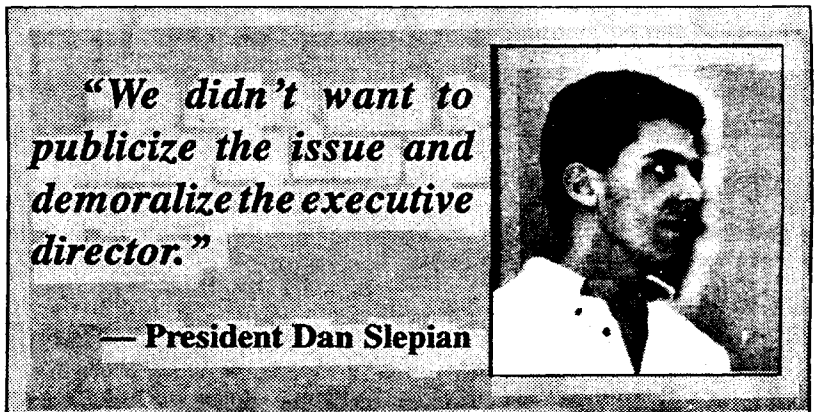 “We didn’t want to
publicize the issue and
demoralize the executive
director.”
— President Dan Slepian